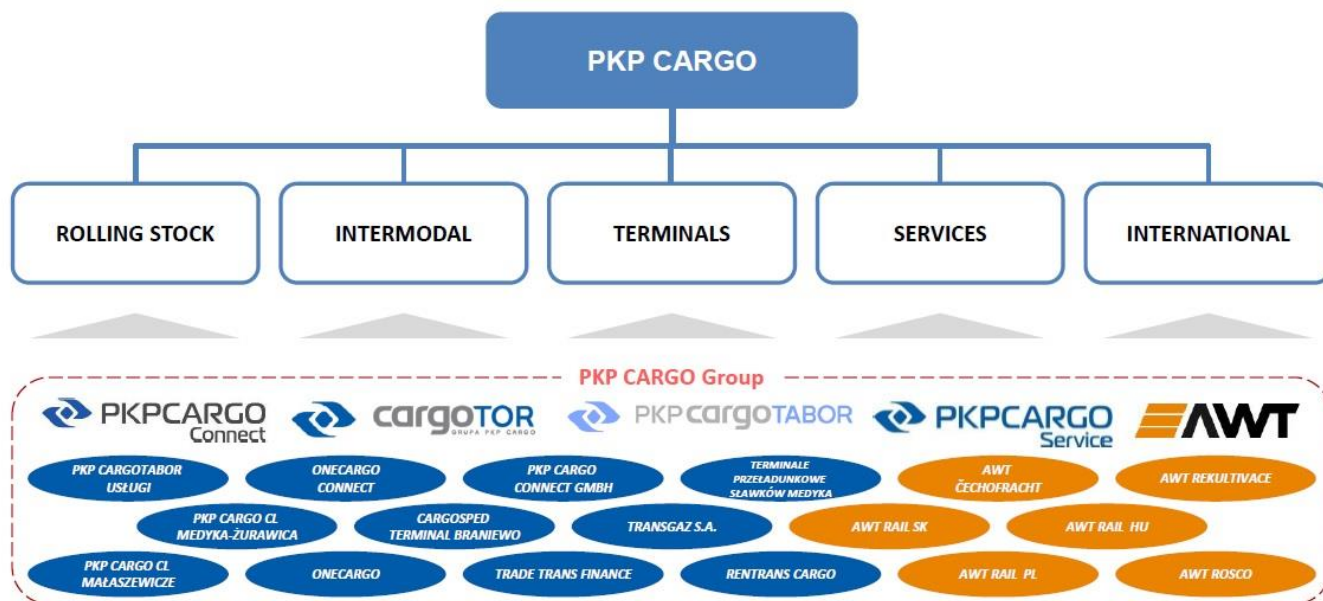 PKP CARGO
ROLLING STOCK
INTERMODAL
TERMINALS
SERVICES
INTERNATIONAL
PKP CARGO Group
PKPCARGO
Connect
cargoTOR
GRUPA PKP CARGO
PKPcargoTABOR
PKPCARGO
Service
AWT
PKP CARGOTABOR
USŁUGI
ONECARGO
CONNECT
PKP CARGO
CONNECT GMBH
TERMINALE
PRZEŁADUNKOWE
SŁAWKÓW MEDYKA
AWT
ČECHOFRACHT
AWT REKULTIVACE
PKP CARGO CL
MEDYKA-ŻURAWICA
CARGOSPED
TERMINAL BRANIEWO
TRANSGAZ S.A.
AWT RAIL SK
AWT RAIL HU
PKP CARGO CL
MAŁASZEWICZE
ONECARGO
TRADE TRANS FINANCE
RENTRANS CARGO
AWT RAIL PL
AWT ROSCO